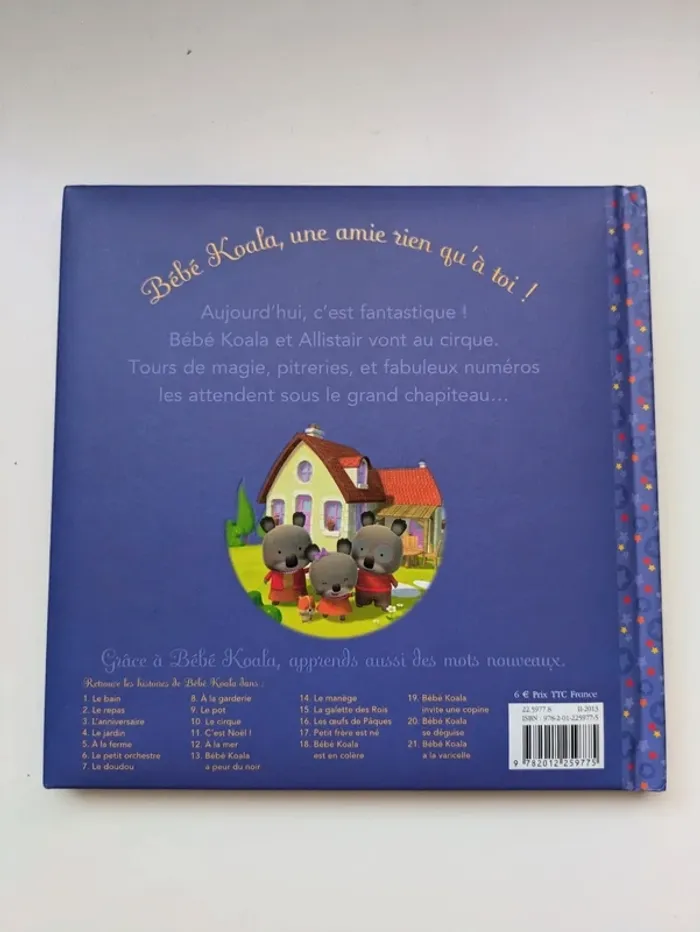 Bébé Koala, une amie rien qu'à toi !
Aujourd'hui, c'est fantastique !
Bébé Koala et Allistair vont au cirque.
Tours de magie, pitreries, et fabuleux numéros
les attendent sous le grand chapiteau...
Grâce à Bébé Koala, apprends aussi des mots nouveaux.
Retrouve les histoires de Bébé Koala dans :
1. Le bain
2. Le repas
3. L'anniversaire
4. Le jardin
5. À la ferme
6. Le petit orchestre
7. Le doudou
8. À la garderie
9. Le pot
10. Le cirque
11. C'est Noël !
12. À la mer
13. Bébé Koala
a peur du noir
14. Le manège
15. La galette des Rois
16. Les œufs de Pâques
17. Petit frère est né
18. Bébé Koala
est en colère
19. Bébé Koala
invite une copine
20. Bébé Koala
se déguise
21. Bébé Koala
a la varicelle
6 € Prix TTC France
22.5977.8 II-2013
ISBN : 978-2-01-225977-5
9 782012 259775